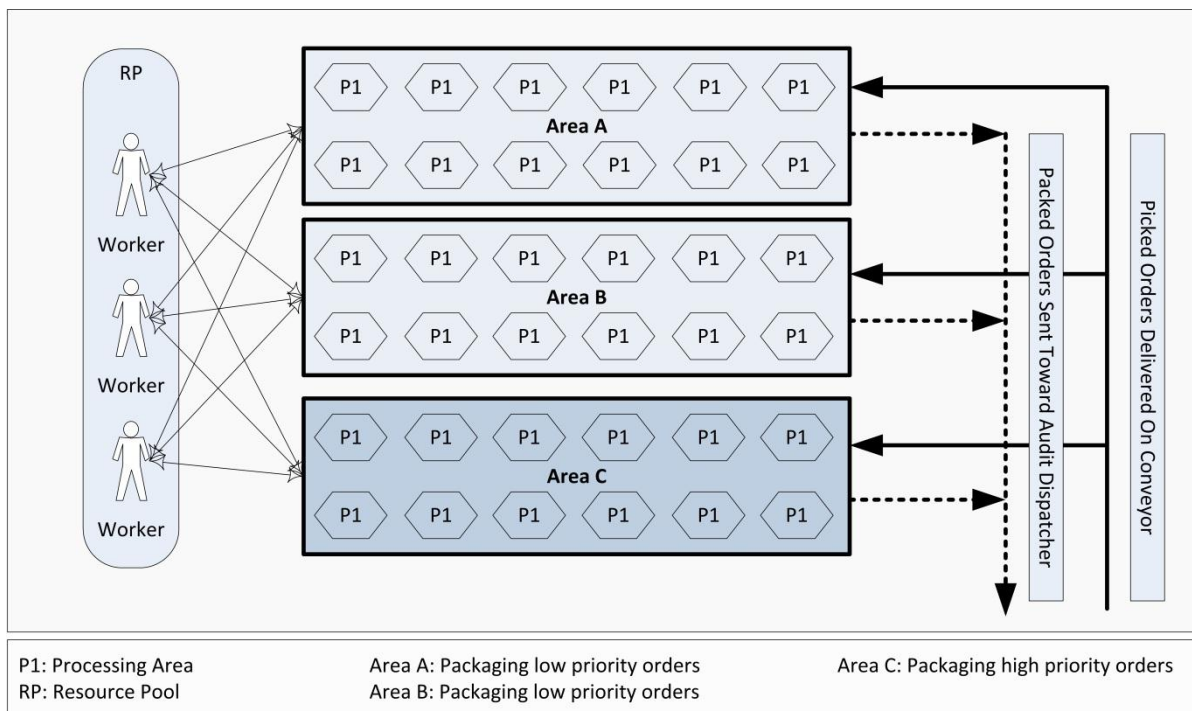 RP
Worker
Worker
Worker
P1 P1 P1 P1 P1 P1
Area A
P1 P1 P1 P1 P1 P1
P1 P1 P1 P1 P1 P1
Area B
P1 P1 P1 P1 P1 P1
P1 P1 P1 P1 P1 P1
Area C
P1 P1 P1 P1 P1 P1
Packed Orders Sent Toward Audit Dispatcher
Picked Orders Delivered On Conveyor
P1: Processing Area
RP: Resource Pool
Area A: Packaging low priority orders
Area B: Packaging low priority orders
Area C: Packaging high priority orders